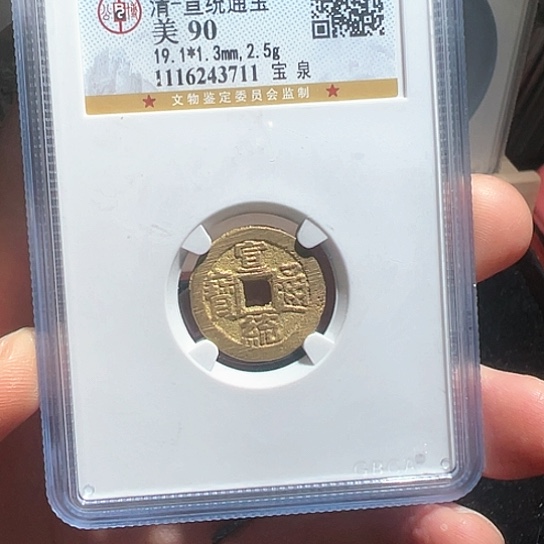 清-宣统通宝
美 90
19.1*1.3mm,2.5g
1116243711 宝泉
文物鉴定委员会监制
宣
寶 通
統
GBCA